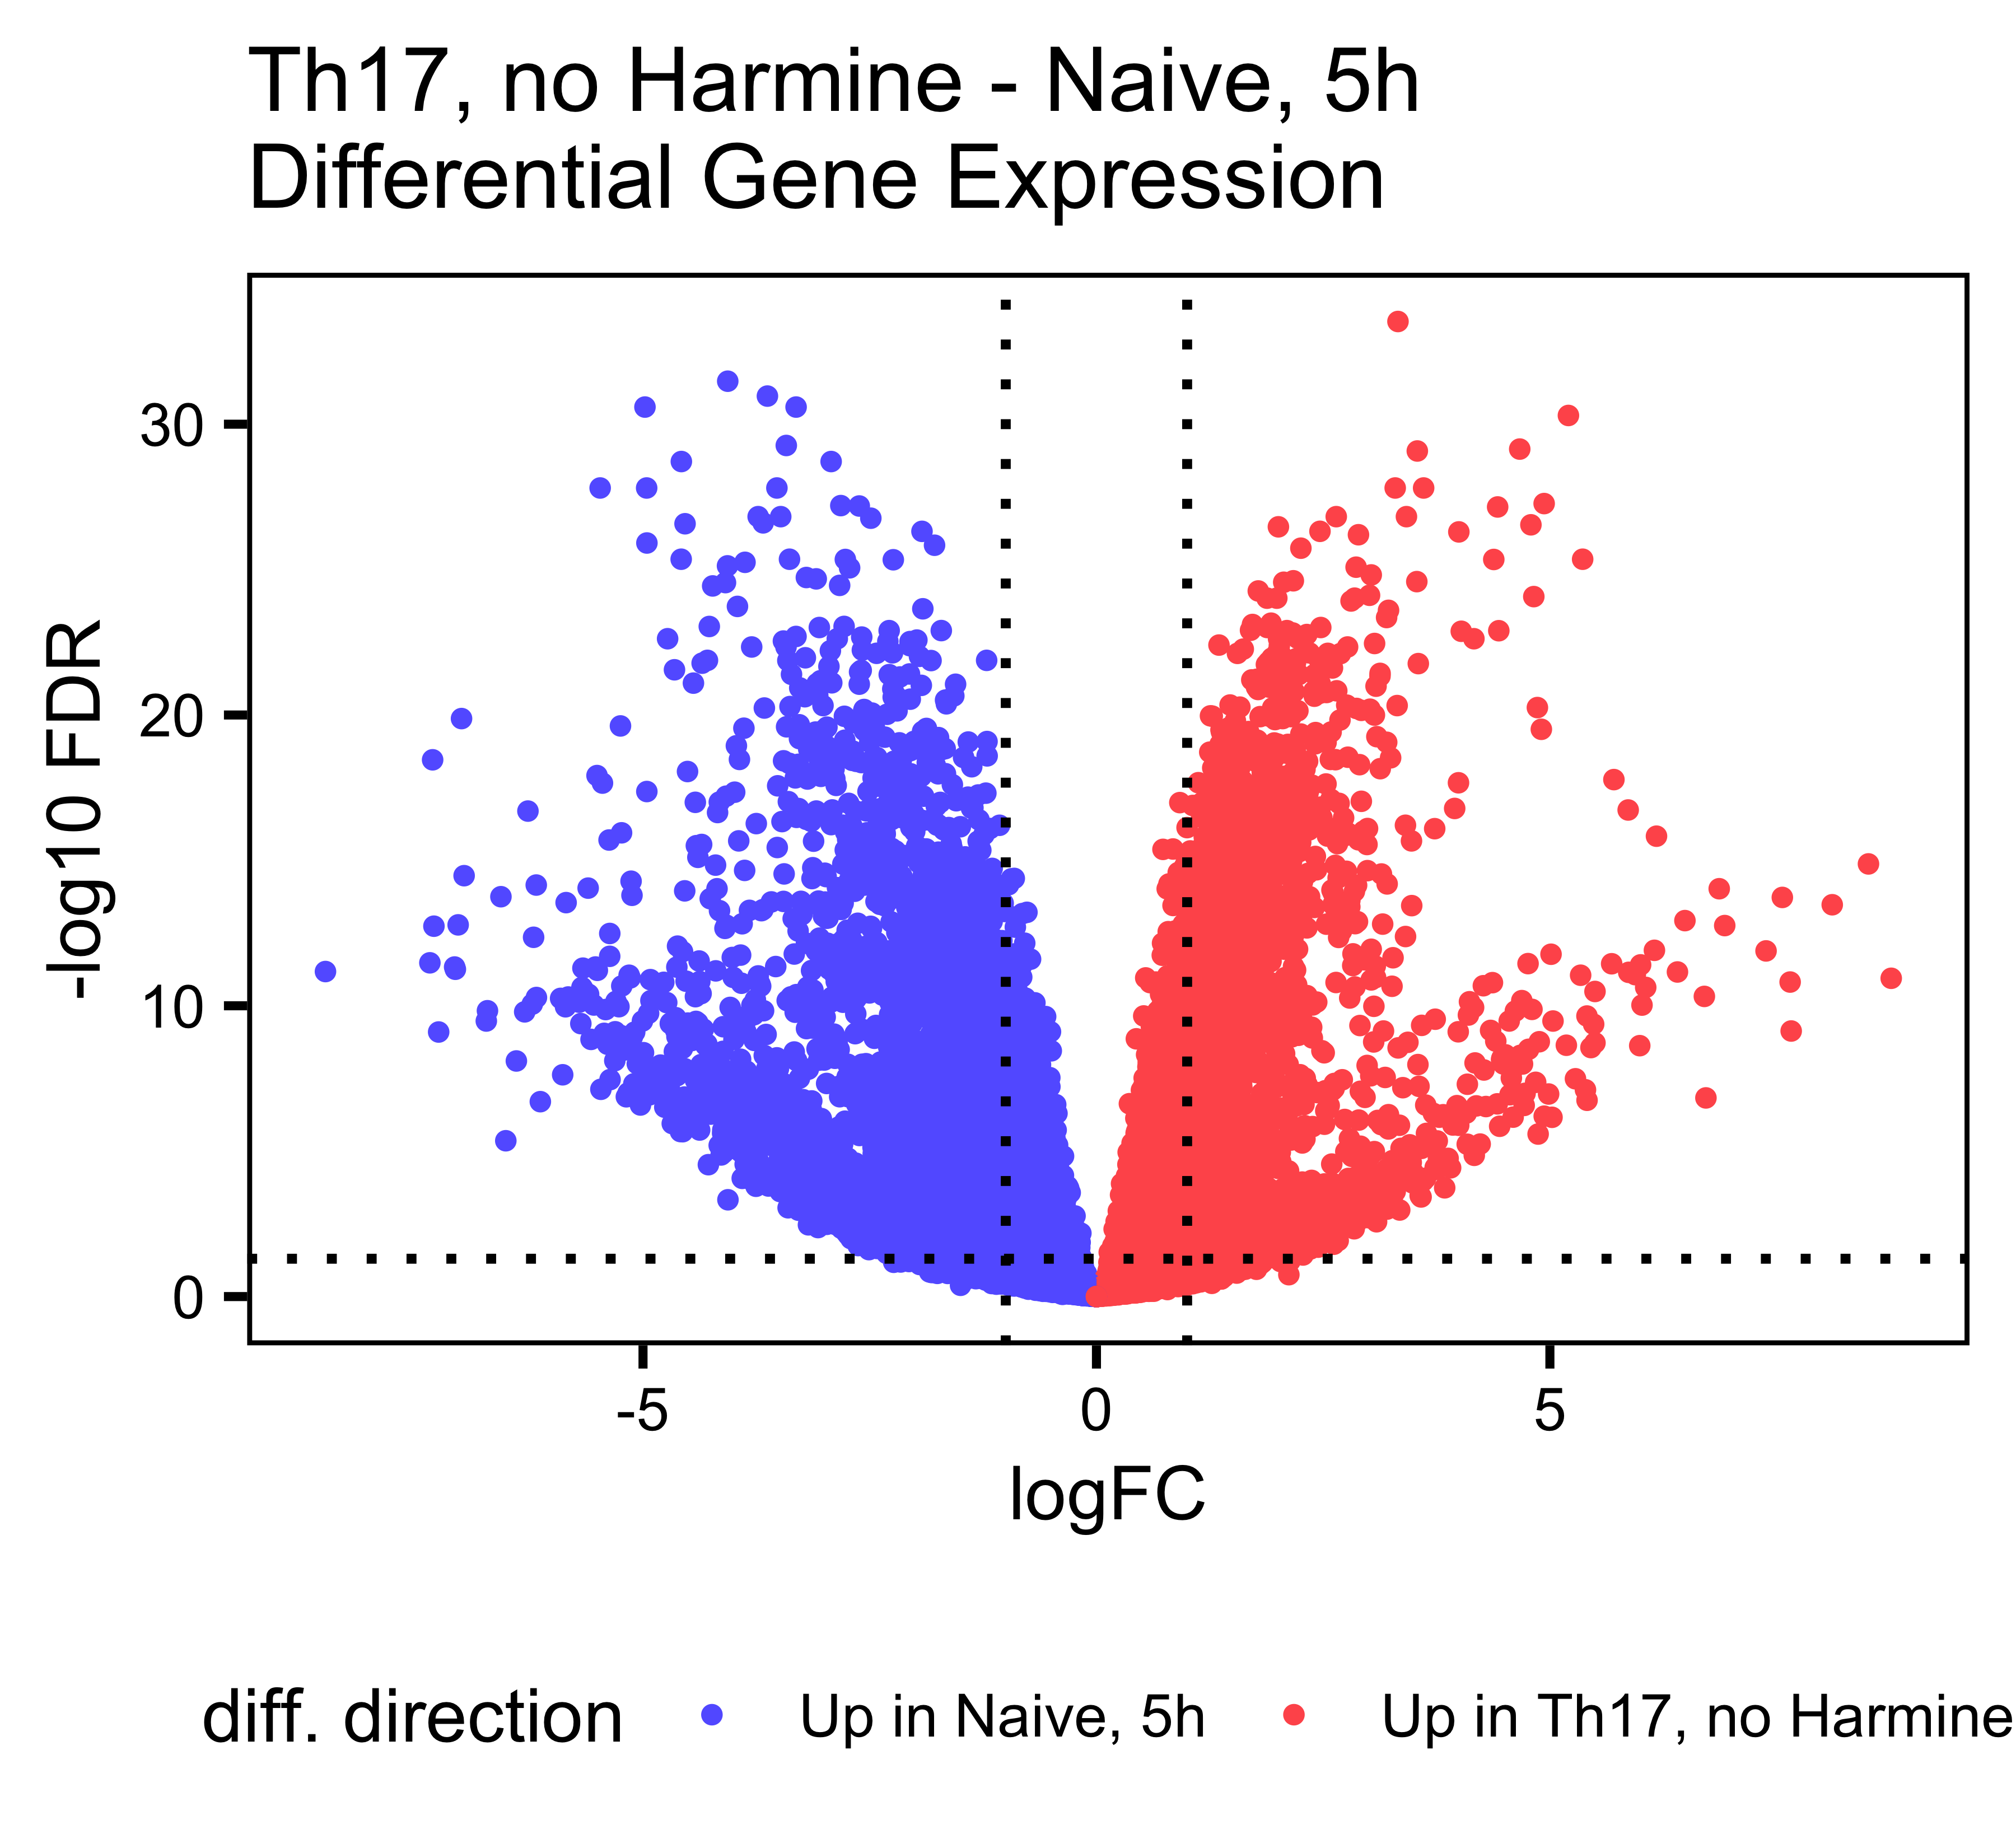 Th17, no Harmine - Naive, 5h
Differential Gene Expression
-log10 FDR
30
20
10
0
-5
0
5
logFC
diff. direction
Up in Naive, 5h
Up in Th17, no Harmine